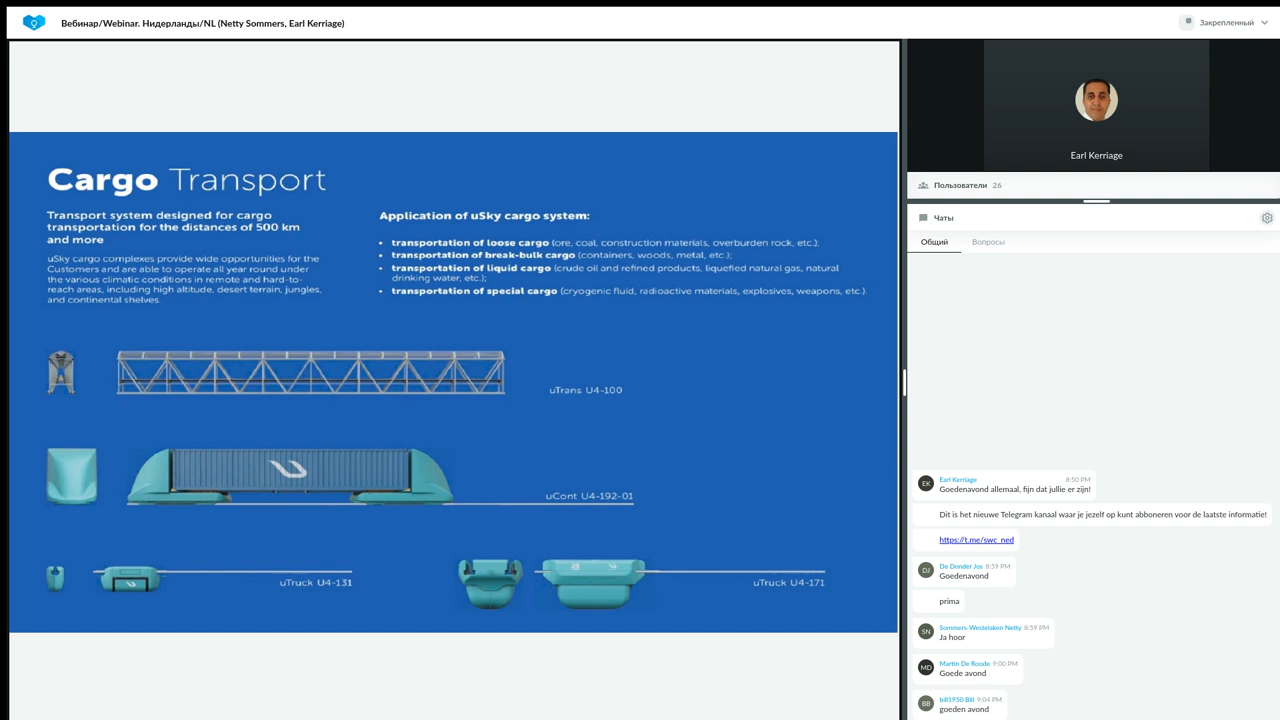 Вебинар/Webinar. Нидерланды/NL (Netty Sommers, Earl Kerriage)
Закрепленный
Cargo Transport
Transport system designed for cargo
transportation for the distances of 500 km
and more
uSky cargo complexes provide wide opportunities for the
Customers and are able to operate all year round under
the various climatic conditions in remote and hard-to-
reach areas, including high altitude, desert terrain, jungles,
and continental shelves
Application of uSky cargo system:
• transportation of loose cargo (ore, coal, construction materials, overburden rock, etc.);
• transportation of break-bulk cargo (containers, woods, metal, etc.);
• transportation of liquid cargo (crude oil and refined products, liquefied natural gas, natural
drinking water, etc.);
• transportation of special cargo (cryogenic fluid, radioactive materials, explosives, weapons, etc.).
uTrans U4-100
uCont U4-192-01
uTruck U4-131
uTruck U4-171
Earl Kerriage
Пользователи 26
Чаты
Общий
Вопросы
EK
Earl Kerriage 8:50 PM
Goedenavond allemaal, fijn dat jullie er zijn!
Dit is het nieuwe Telegram kanaal waar je jezelf op kunt abboneren voor de laatste informatie!
https://t.me/swc_ned
DJ
De Donder Jos 8:59 PM
Goedenavond
prima
SN
Sommers-Westelaken Netty 8:59 PM
Ja hoor
MD
Martin De Roode 9:00 PM
Goede avond
BB
bill1950 Bill 9:04 PM
goeden avond